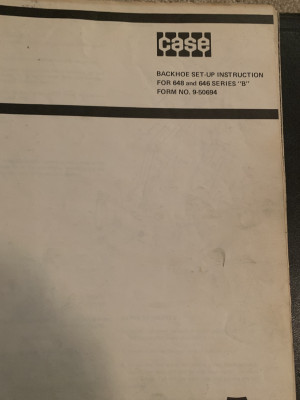 case
BACKHOE SET-UP INSTRUCTION
FOR 648 and 646 SERIES "B"
FORM NO. 9-50694